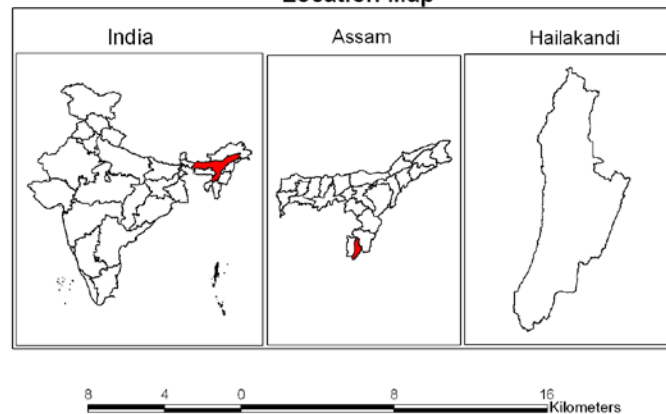 Location Map
India
Assam
Hailakandi
8 4 0 8 16
Kilometers